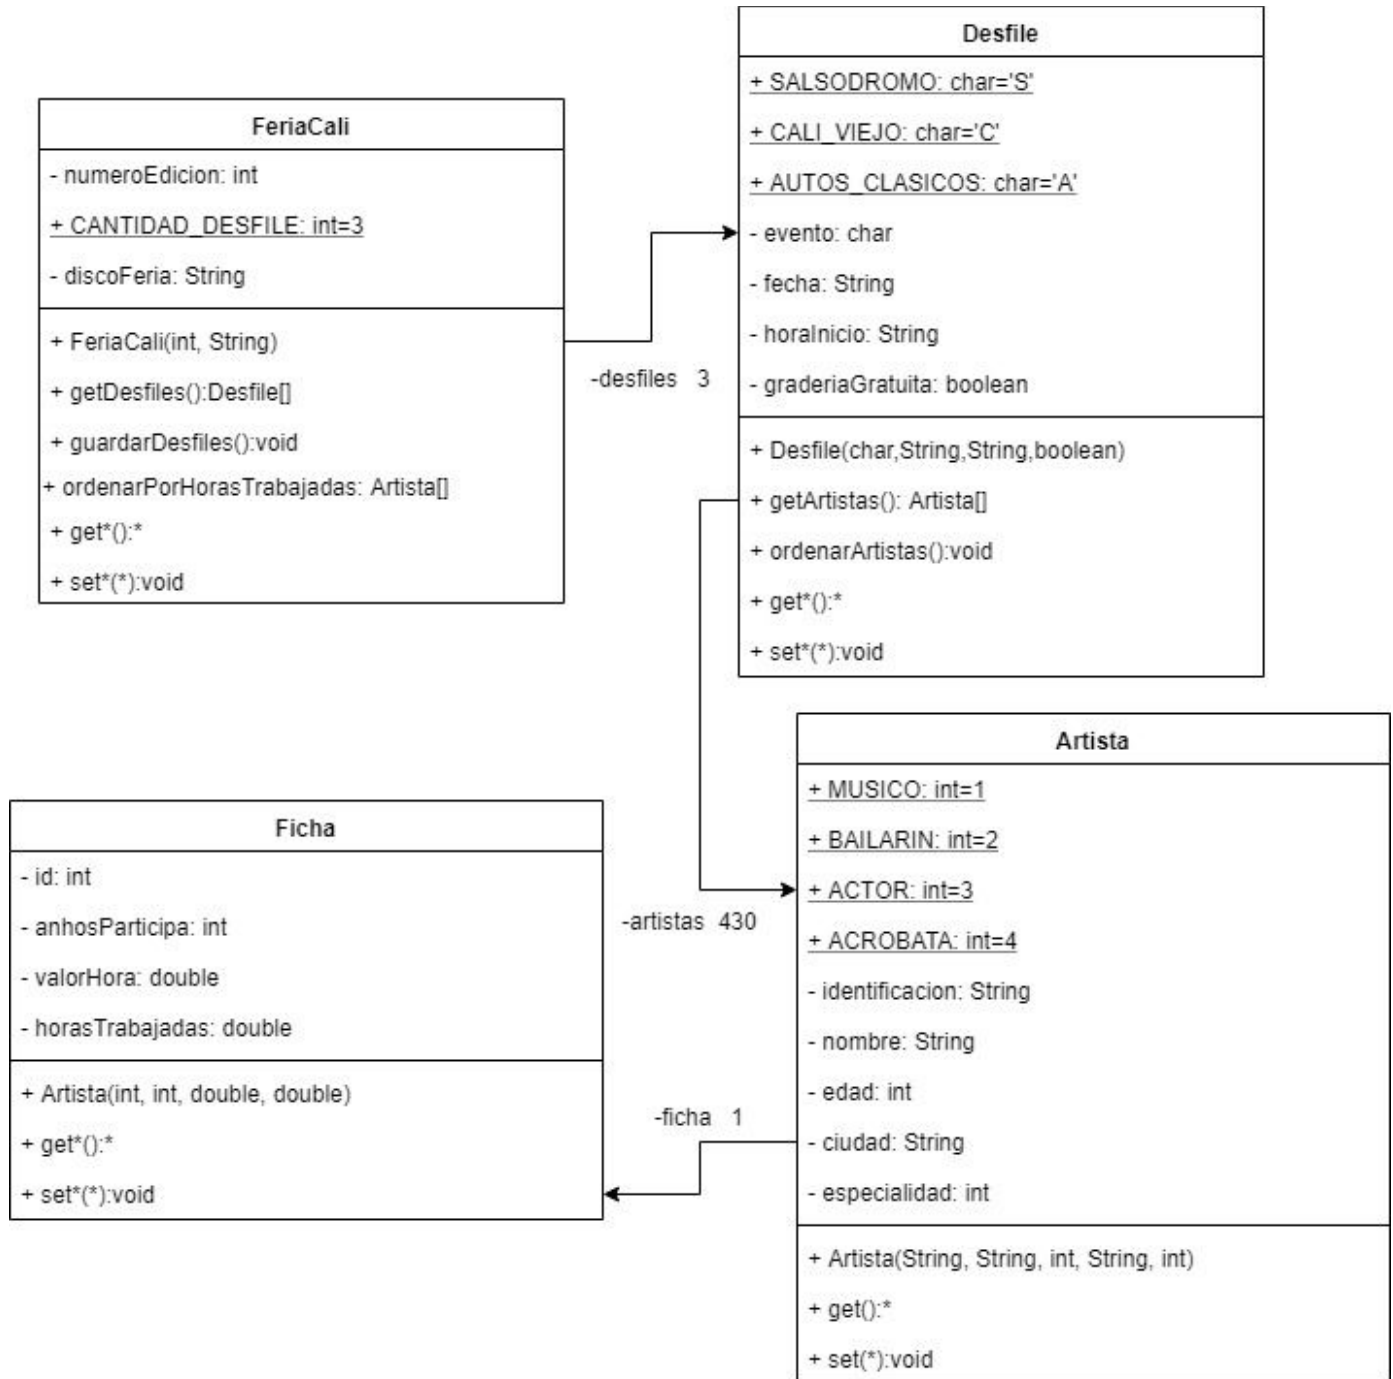 FeriaCali
- numeroEdicion: int
+ CANTIDAD_DESFILE: int=3
- discoFeria: String
+ FeriaCali(int, String)
+ getDesfiles():Desfile[]
+ guardarDesfiles():void
+ ordenarPorHorasTrabajadas: Artista[]
+ get*():*
+ set*(*):void
-desfiles 3
Desfile
+ SALSODROMO: char='S'
+ CALI_VIEJO: char='C'
+ AUTOS_CLASICOS: char='A'
- evento: char
- fecha: String
- horaInicio: String
- graderiaGratuita: boolean
+ Desfile(char,String,String,boolean)
+ getArtistas(): Artista[]
+ ordenarArtistas():void
+ get*():*
+ set*(*):void
-artistas 430
Artista
+ MUSICO: int=1
+ BAILARIN: int=2
+ ACTOR: int=3
+ ACROBATA: int=4
- identificacion: String
- nombre: String
- edad: int
- ciudad: String
- especialidad: int
+ Artista(String, String, int, String, int)
+ get():*
+ set(*):void
-ficha 1
Ficha
- id: int
- anhosParticipa: int
- valorHora: double
- horasTrabajadas: double
+ Artista(int, int, double, double)
+ get*():*
+ set*(*):void